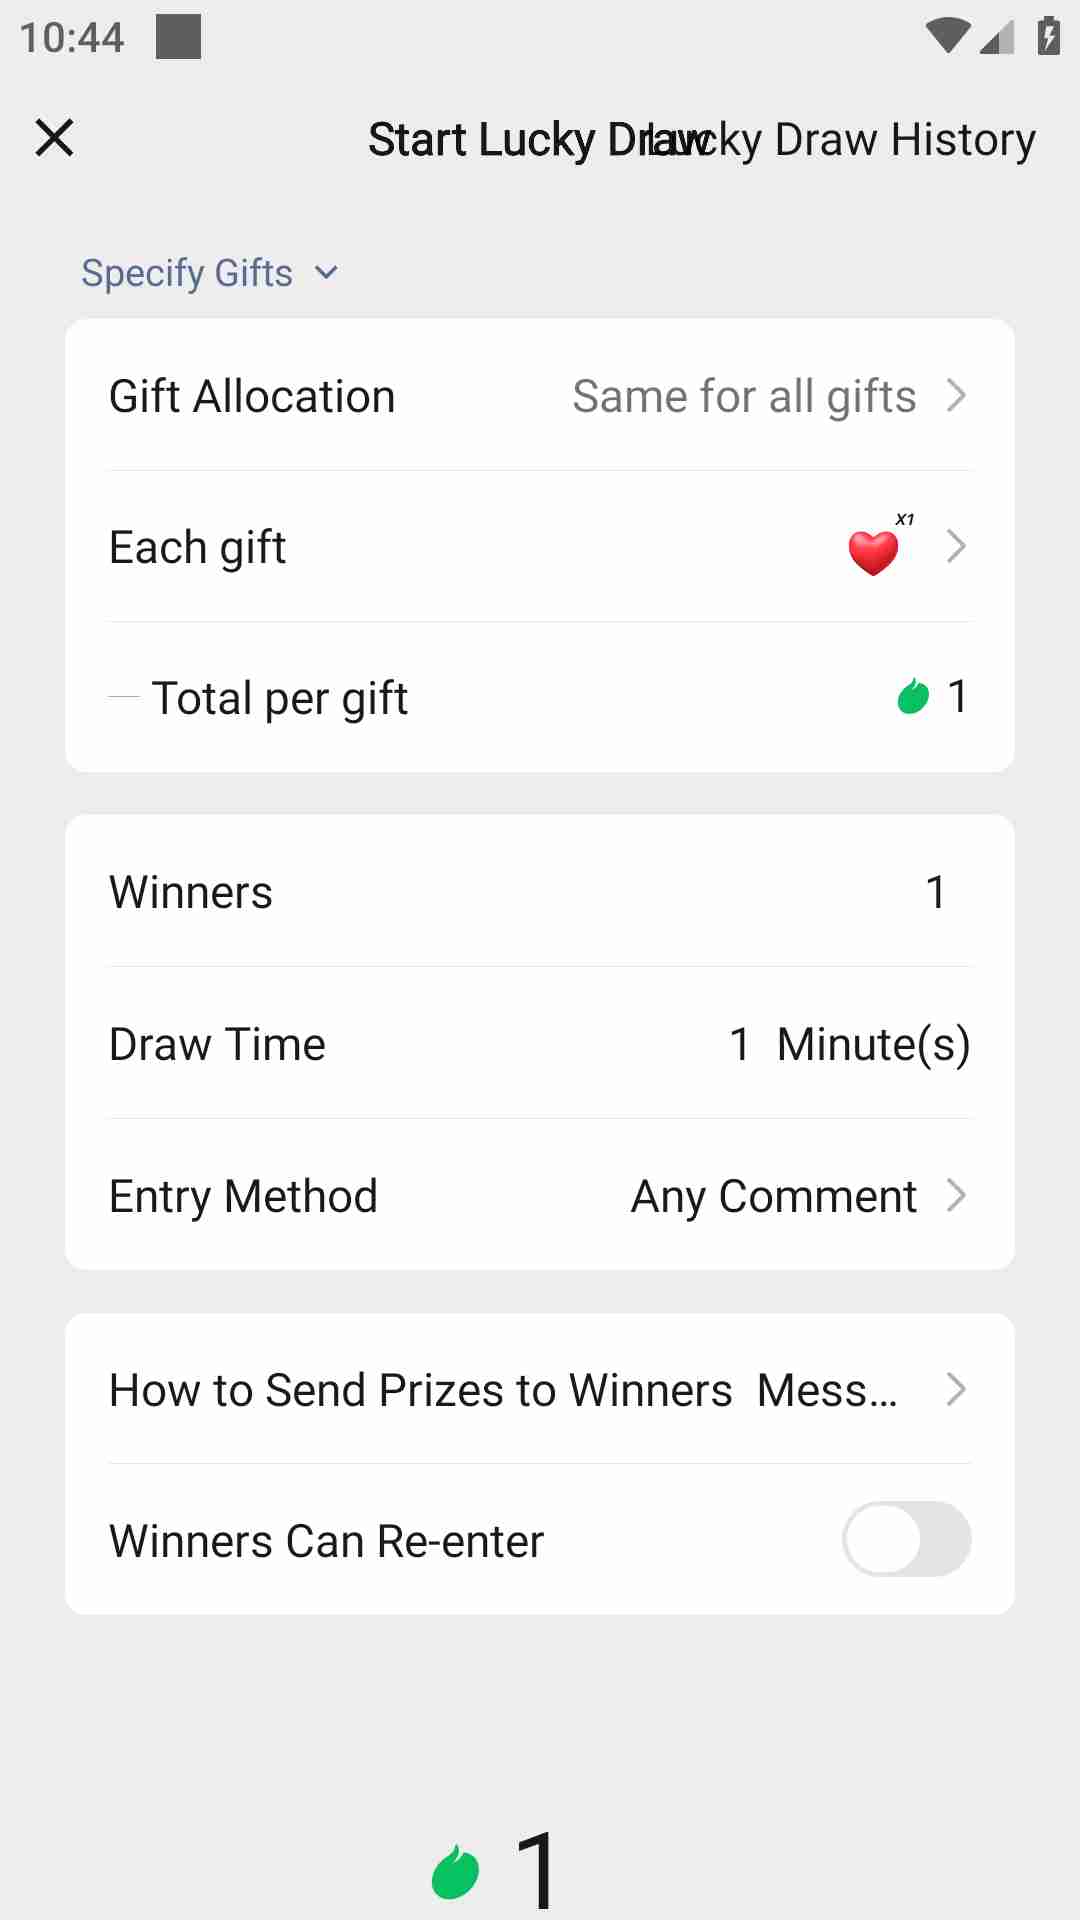 10:44
Start Lucky Draw Lucky Draw History
Specify Gifts
Gift Allocation Same for all gifts
Each gift X1
Total per gift 1
Winners 1
Draw Time 1 Minute(s)
Entry Method Any Comment
How to Send Prizes to Winners Mess...
Winners Can Re-enter
1